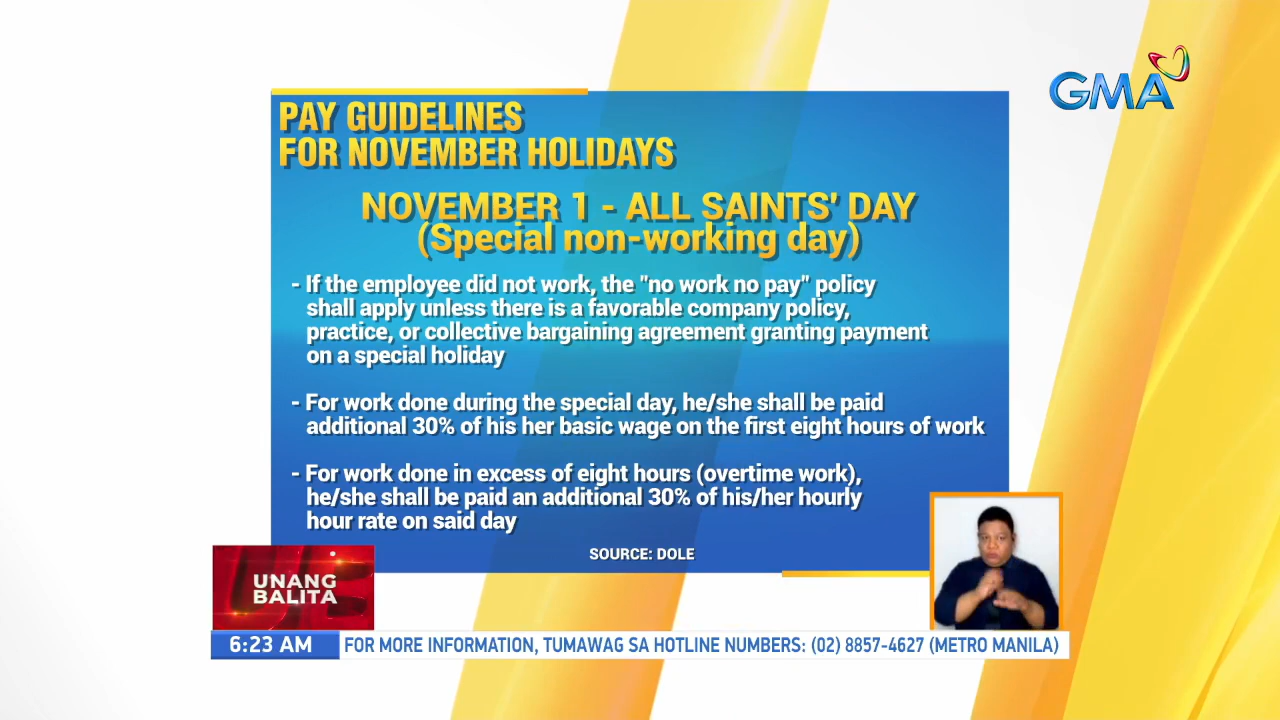 GMA
PAY GUIDELINES
FOR NOVEMBER HOLIDAYS
NOVEMBER 1 - ALL SAINTS' DAY
(Special non-working day)
- If the employee did not work, the "no work no pay" policy
shall apply unless there is a favorable company policy,
practice, or collective bargaining agreement granting payment
on a special holiday
- For work done during the special day, he/she shall be paid
additional 30% of his her basic wage on the first eight hours of work
- For work done in excess of eight hours (overtime work),
he/she shall be paid an additional 30% of his/her hourly
hour rate on said day
SOURCE: DOLE
UNANG
BALITA
6:23 AM
FOR MORE INFORMATION, TUMAWAG SA HOTLINE NUMBERS: (02) 8857-4627 (METRO MANILA)